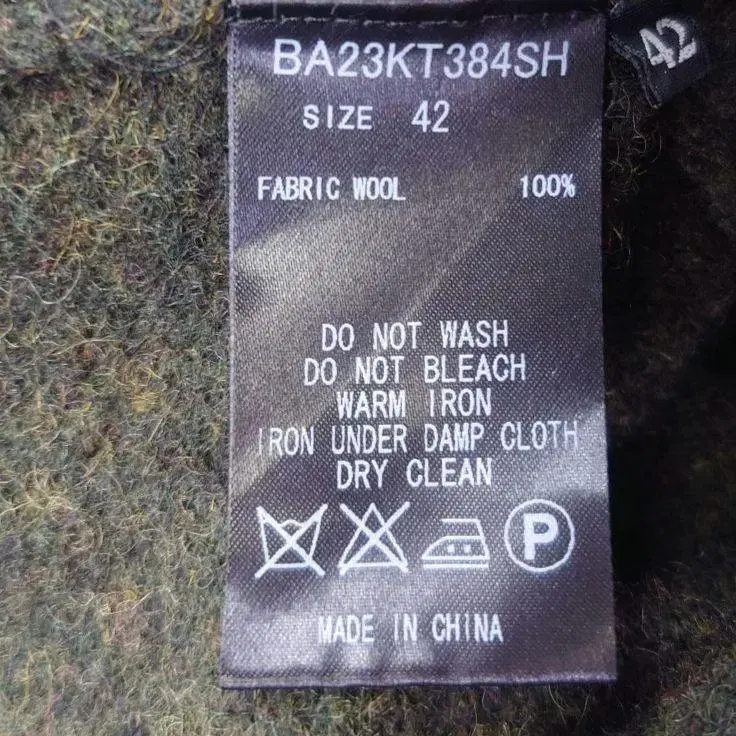 BA23KT384SH
42
SIZE 42
FABRIC WOOL 100%
DO NOT WASH
DO NOT BLEACH
WARM IRON
IRON UNDER DAMP CLOTH
DRY CLEAN
P
MADE IN CHINA